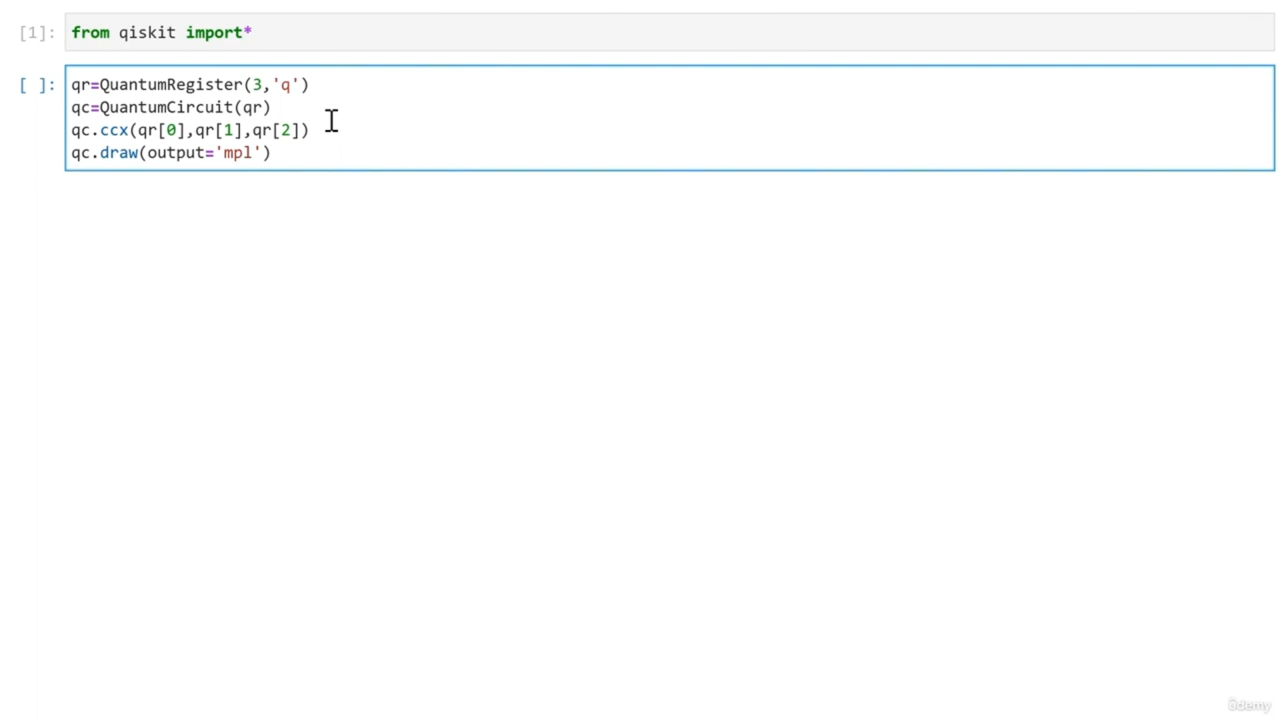 [1]: from qiskit import*
[ ]: qr=QuantumRegister(3,'q')
qc=QuantumCircuit(qr)
qc.ccx(qr[0],qr[1],qr[2])
qc.draw(output='mpl')
ûdemy